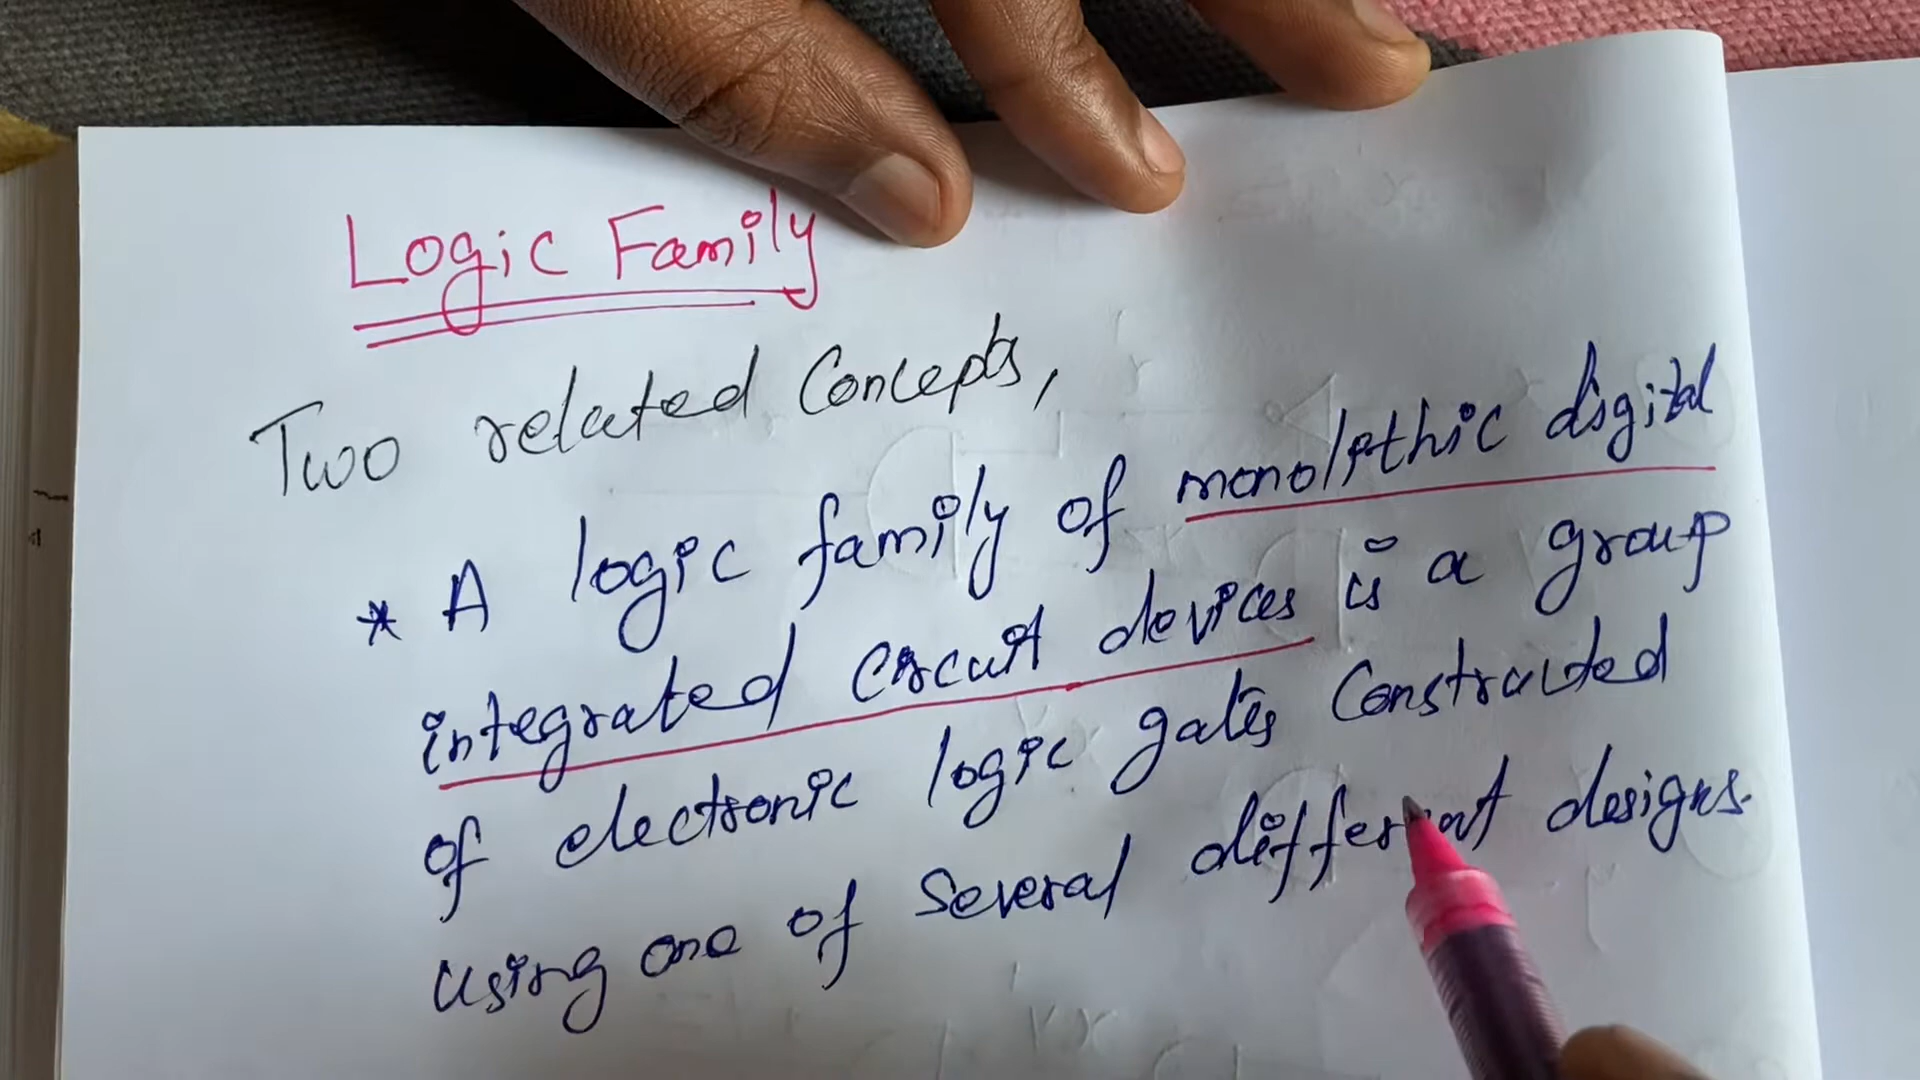 Logic Family
Two related Concepts,
* A logic family of monolithic digital
integrated circuit devices is a group
of electronic logic gates Constructed
using one of Several different designs.